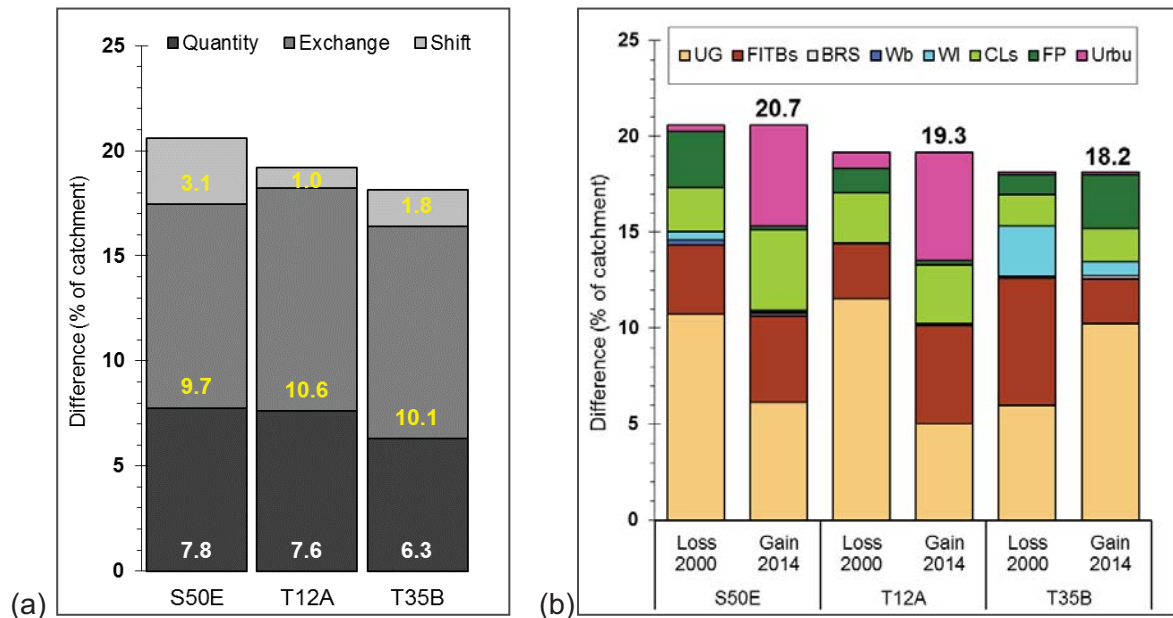 Quantity Exchange Shift
Difference (% of catchment)
25
20
15
10
5
0
3.1
9.7
7.8
1.0
10.6
7.6
1.8
10.1
6.3
S50E T12A T35B
(a)
UG FITBs BRS Wb Wl CLs FP Urbu
Difference (% of catchment)
25
20
15
10
5
0
20.7
19.3
18.2
Loss Gain Loss Gain Loss Gain
2000 2014 2000 2014 2000 2014
S50E T12A T35B
(b)